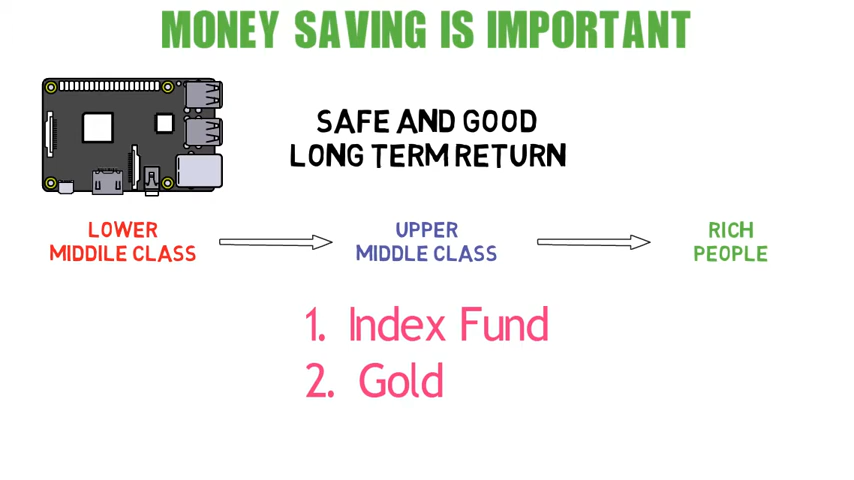 MONEY SAVING IS IMPORTANT
SAFE AND GOOD
LONG TERM RETURN
LOWER
MIDDILE CLASS
UPPER
MIDDLE CLASS
RICH
PEOPLE
1. Index Fund
2. Gold